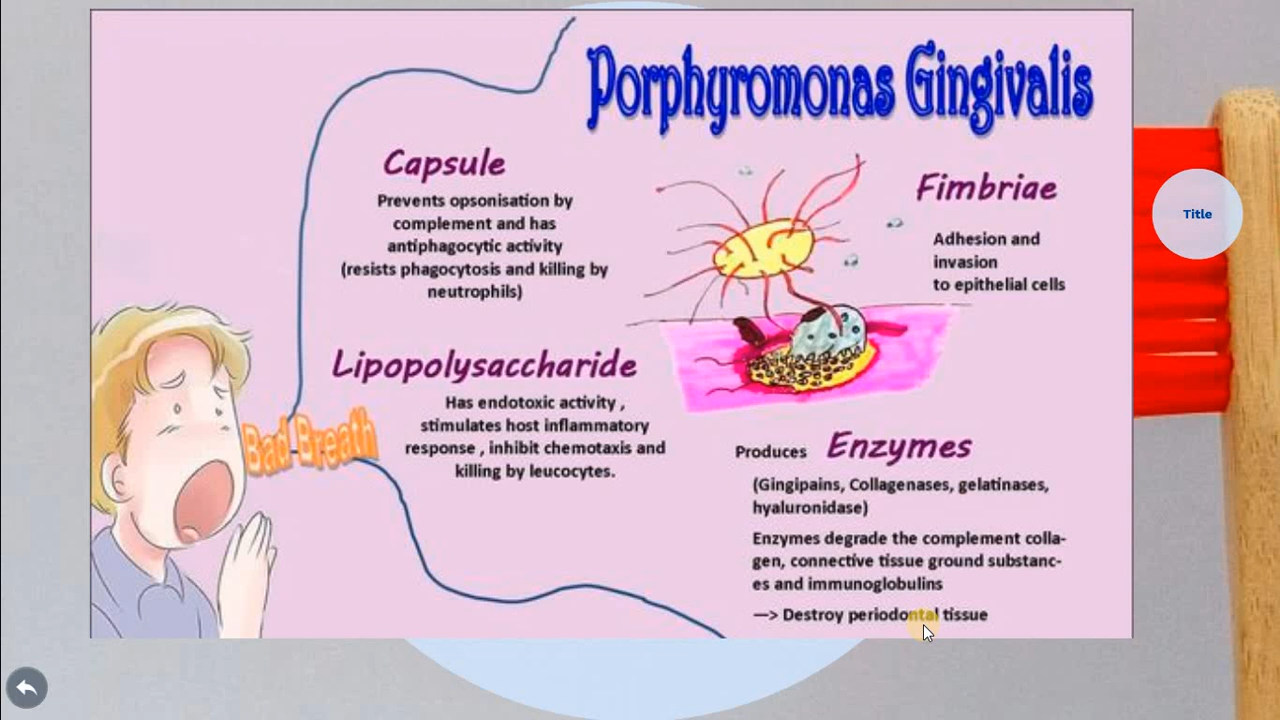 Porphyromonas Gingivalis
Capsule
Prevents opsonisation by
complement and has
antiphagocytic activity
(resists phagocytosis and killing by
neutrophils)
Fimbriae
Adhesion and
invasion
to epithelial cells
Title
Lipopolysaccharide
Has endotoxic activity ,
stimulates host inflammatory
response , inhibit chemotaxis and
killing by leucocytes.
Bad Breath
Produces Enzymes
(Gingipains, Collagenases, gelatinases,
hyaluronidase)
Enzymes degrade the complement colla-
gen, connective tissue ground substanc-
es and immunoglobulins
—> Destroy periodontal tissue